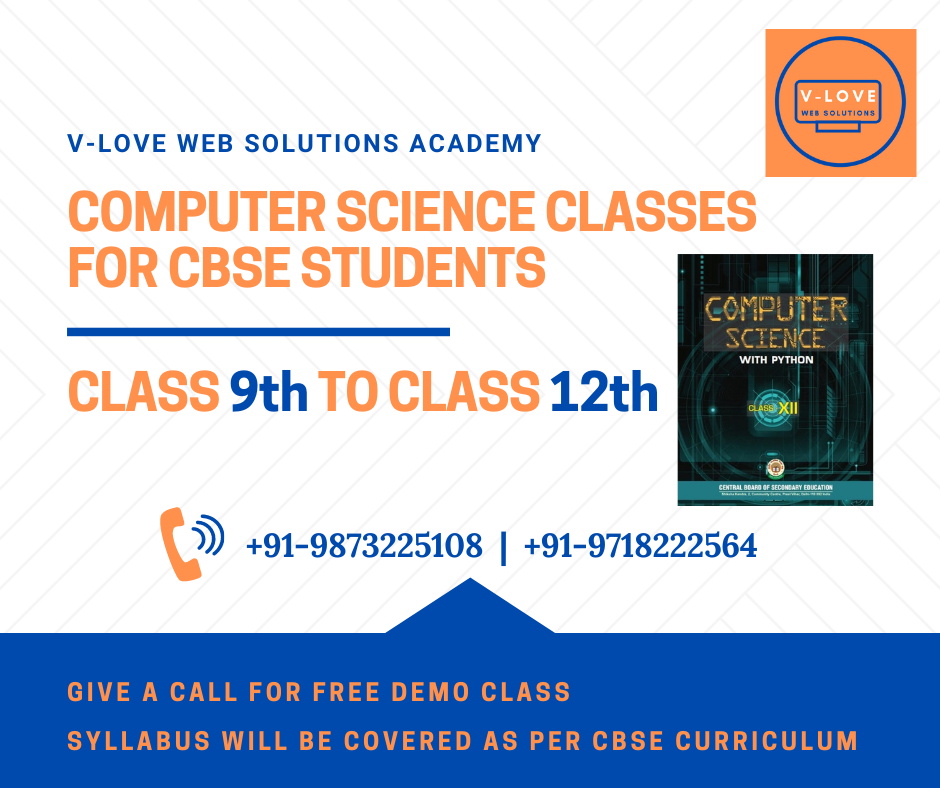 V-LOVE
WEB SOLUTIONS
V-LOVE WEB SOLUTIONS ACADEMY
COMPUTER SCIENCE CLASSES
FOR CBSE STUDENTS
CLASS 9th TO CLASS 12th
COMPUTER
SCIENCE
WITH PYTHON
CLASS XII
CENTRAL BOARD OF SECONDARY EDUCATION
+91-9873225108 | +91-9718222564
GIVE A CALL FOR FREE DEMO CLASS
SYLLABUS WILL BE COVERED AS PER CBSE CURRICULUM